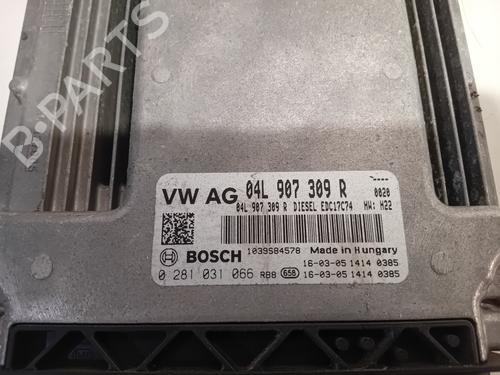 B-PARTS
VW AG 04L 907 309 R 0020
04L 907 309 R DIESEL EDC17C74 HW: H22
BOSCH 1039S84578 Made in Hungary
16-03-05 1414 0385
0 281 031 066 RBB 658 16-03-05 1414 0385